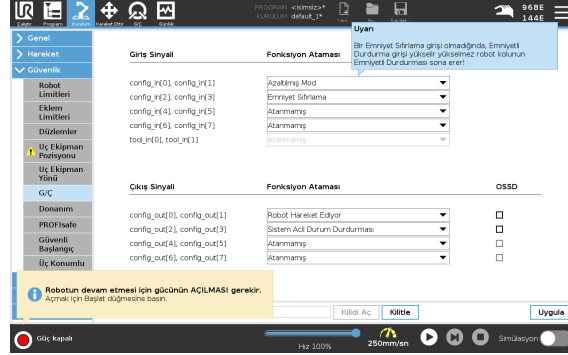 UR
PROGRAM <isimsiz>*
KURULUM default_1*
968E
144E
Çalıştır Program Kurulum Hareket Ettir G/Ç Günlük
Yeni... Aç... Kaydet...
Genel
Hareket
Güvenlik
Robot
Limitleri
Eklem
Limitleri
Düzlemler
Uç Ekipman
Pozisyonu
Uç Ekipman
Yönü
G/Ç
Donanım
PROFIsafe
Güvenli
Başlangıç
Üç Konumlu
Uyarı
Bir Emniyet Sıfırlama girişi olmadığında, Emniyetli
Durdurma girişi yükselir yükselmez robot kolunun
Emniyetli Durdurması sona erer!
Giriş Sinyali Fonksiyon Ataması
config_in[0], config_in[1] Azaltılmış Mod
config_in[2], config_in[3] Emniyet Sıfırlama
config_in[4], config_in[5] Atanmamış
config_in[6], config_in[7] Atanmamış
tool_in[0], tool_in[1] Atanmamış
Çıkış Sinyali Fonksiyon Ataması OSSD
config_out[0], config_out[1] Robot Hareket Ediyor
config_out[2], config_out[3] Sistem Acil Durum Durdurması
config_out[4], config_out[5] Atanmamış
config_out[6], config_out[7] Atanmamış
Robotun devam etmesi için gücünün AÇILMASI gerekir.
Açmak için Başlat düğmesine basın.
Kilidi Aç Kilitle Uygula
Güç kapalı
Hız 100%
250mm/sn
Simülasyon